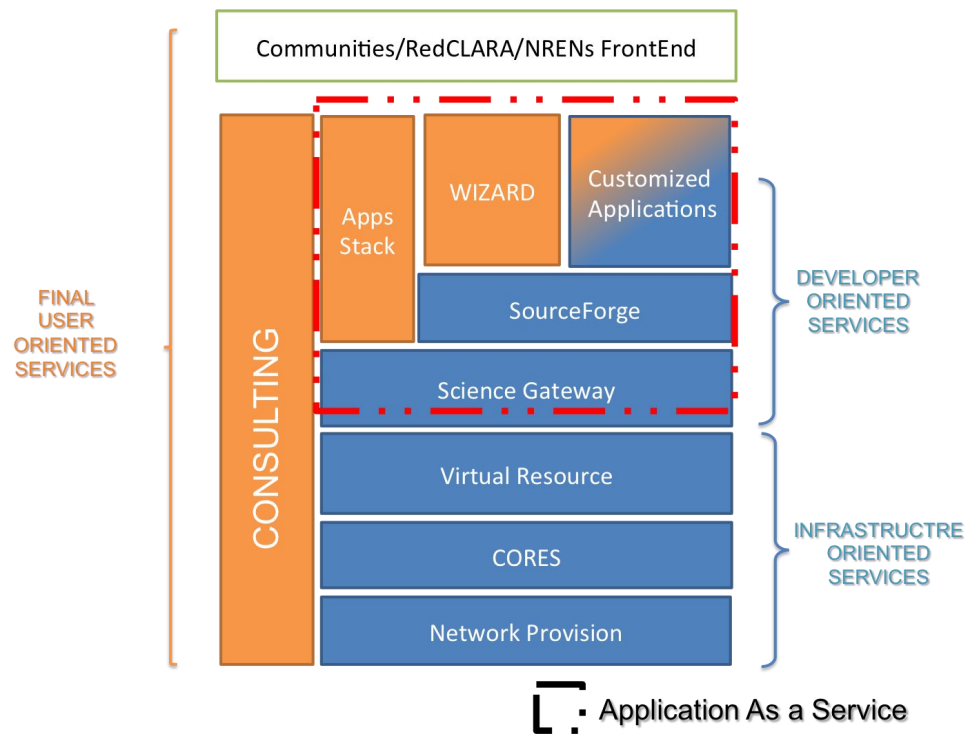 Communities/RedCLARA/NRENs FrontEnd
FINAL
USER
ORIENTED
SERVICES
CONSULTING
Apps
Stack
WIZARD
Customized
Applications
SourceForge
Science Gateway
Virtual Resource
CORES
Network Provision
DEVELOPER
ORIENTED
SERVICES
INFRASTRUCTRE
ORIENTED
SERVICES
Application As a Service